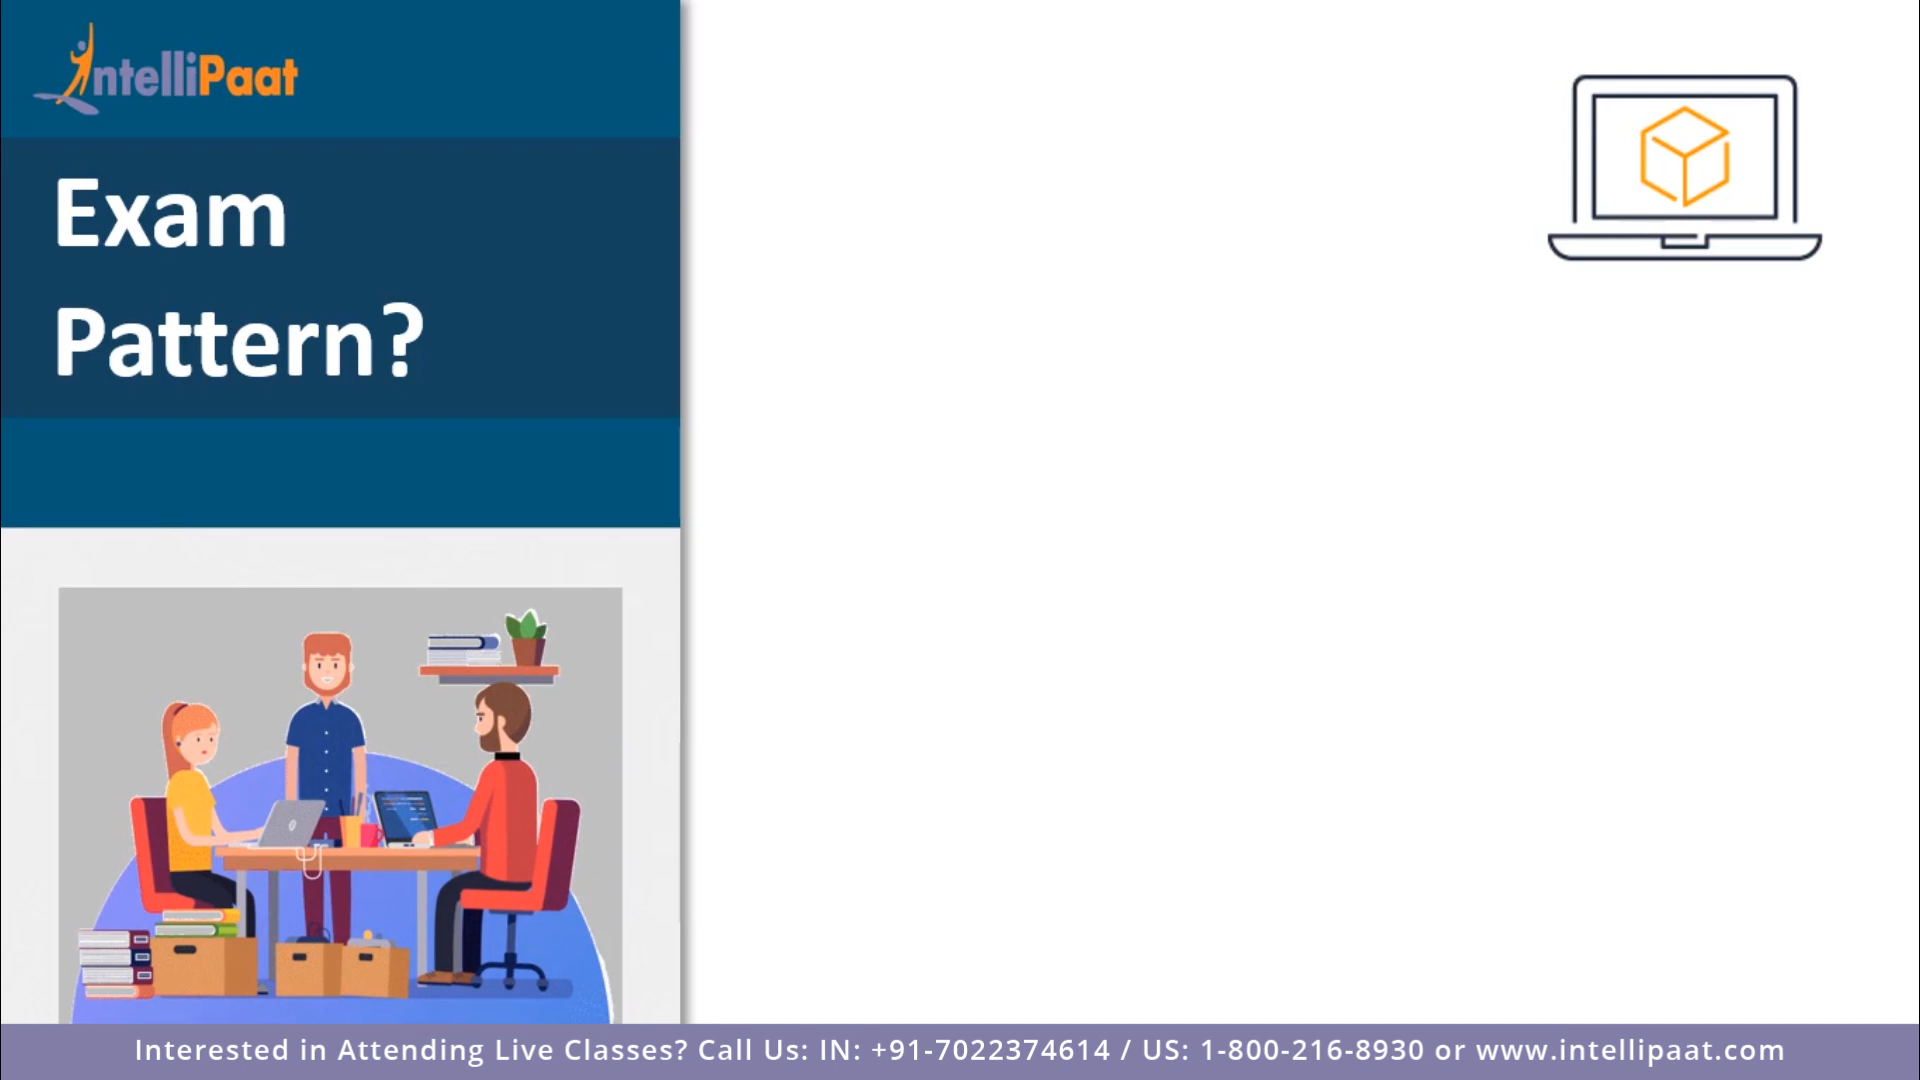 IntelliPaat
Exam
Pattern?
Interested in Attending Live Classes? Call Us: IN: +91-7022374614 / US: 1-800-216-8930 or www.intellipaat.com